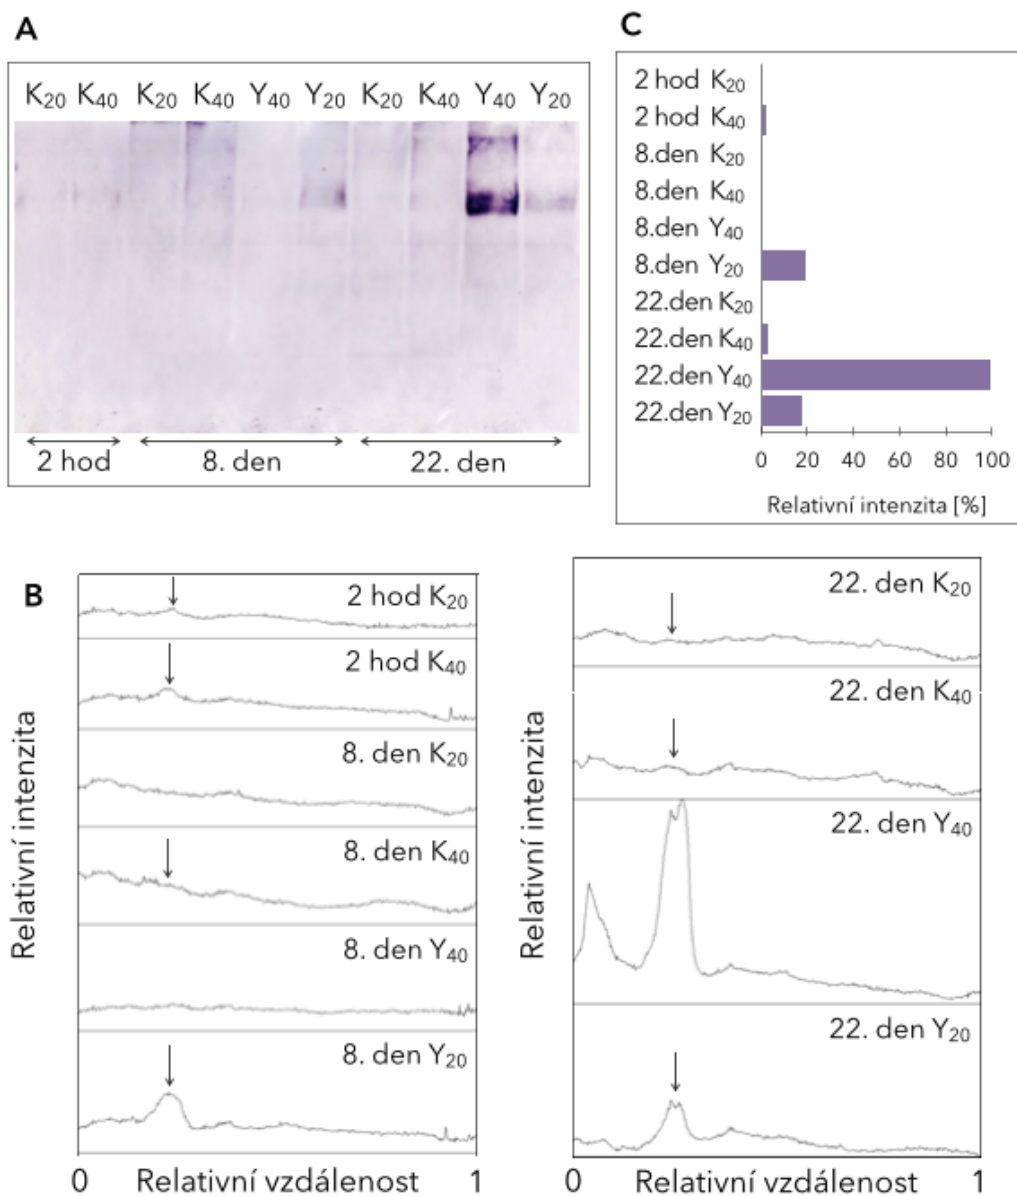 A
K₂₀ K₄₀ K₂₀ K₄₀ Y₄₀ Y₂₀ K₂₀ K₄₀ Y₄₀ Y₂₀
2 hod 8. den 22. den
C
2 hod K₂₀
2 hod K₄₀
8.den K₂₀
8.den K₄₀
8.den Y₄₀
8.den Y₂₀
22.den K₂₀
22.den K₄₀
22.den Y₄₀
22.den Y₂₀
0 20 40 60 80 100
Relativní intenzita [%]
B
Relativní intenzita
2 hod K₂₀
2 hod K₄₀
8. den K₂₀
8. den K₄₀
8. den Y₄₀
8. den Y₂₀
0 Relativní vzdálenost 1
Relativní intenzita
22. den K₂₀
22. den K₄₀
22. den Y₄₀
22. den Y₂₀
0 Relativní vzdálenost 1